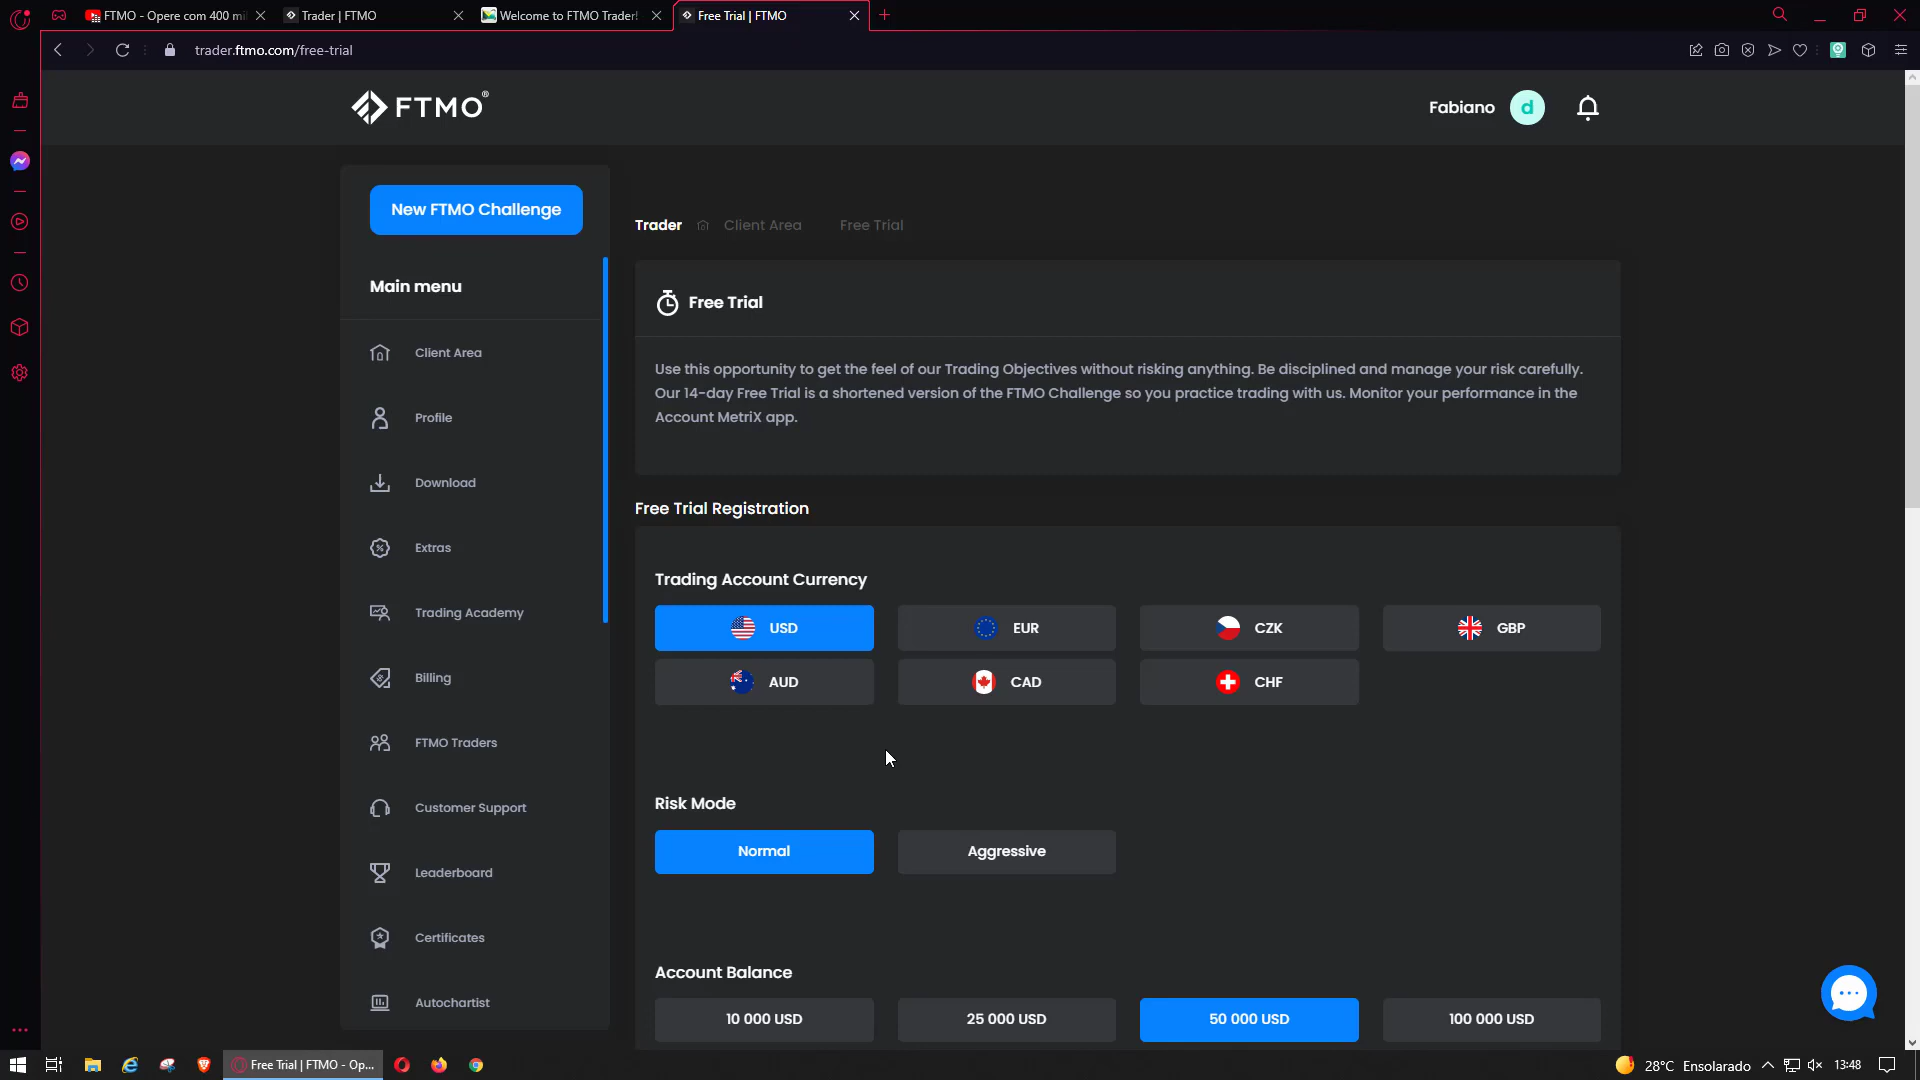 FTMO - Opere com 400 mi
Trader | FTMO
Welcome to FTMO Trader!
Free Trial | FTMO
trader.ftmo.com/free-trial
FTMO®
Fabiano
d
New FTMO Challenge
Main menu
Client Area
Profile
Download
Extras
Trading Academy
Billing
FTMO Traders
Customer Support
Leaderboard
Certificates
Autochartist
Trader
Client Area
Free Trial
Free Trial
Use this opportunity to get the feel of our Trading Objectives without risking anything. Be disciplined and manage your risk carefully.
Our 14-day Free Trial is a shortened version of the FTMO Challenge so you practice trading with us. Monitor your performance in the
Account MetriX app.
Free Trial Registration
Trading Account Currency
USD
EUR
CZK
GBP
AUD
CAD
CHF
Risk Mode
Normal
Aggressive
Account Balance
10 000 USD
25 000 USD
50 000 USD
100 000 USD
Free Trial | FTMO - Op...
28°C Ensolarado
13:48